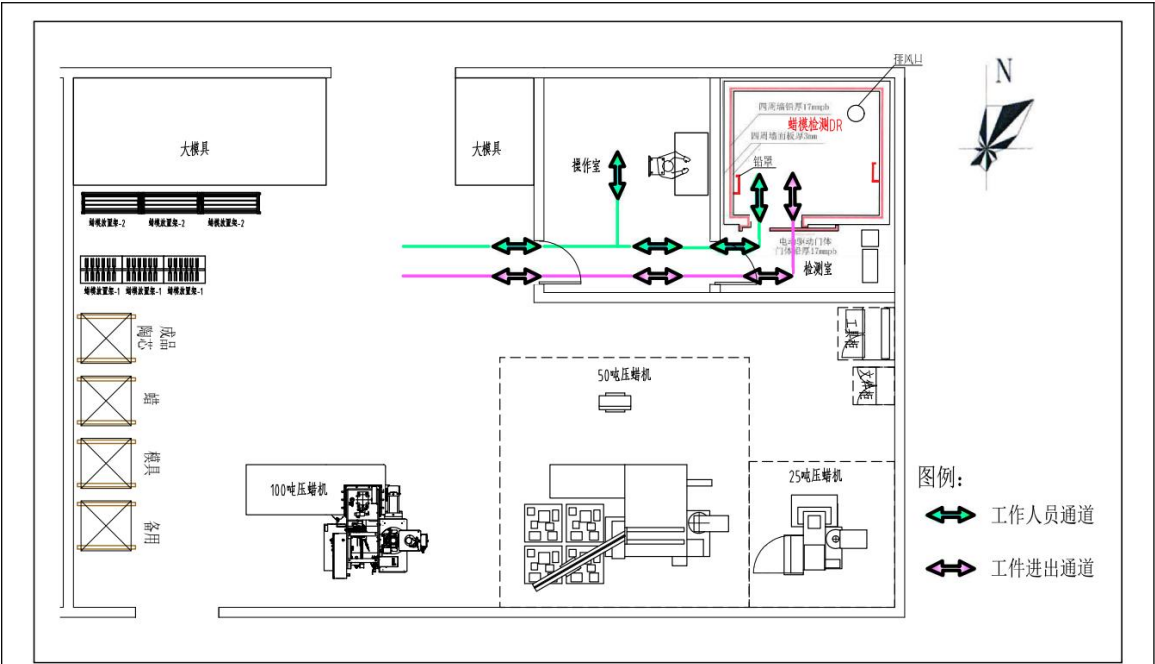 排风口
N
四周墙铅厚17mmpb
蜡模检测DR
四周墙面板厚3mm
铅罩
大模具
大模具
操作室
蜡模放置架-2 蜡模放置架-2 蜡模放置架-2
电动驱动门体
门体铅厚17mmpb
检测室
蜡模放置架-1 蜡模放置架-1 蜡模放置架-1
成品
陶芯
工具柜
文件柜
50吨压蜡机
蜡
模具
100吨压蜡机
25吨压蜡机
图例：
备用
工作人员通道
工件进出通道